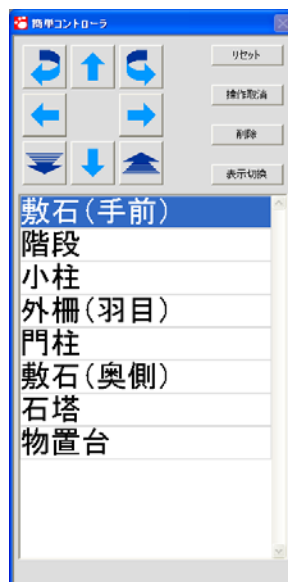 簡単コントローラ
リセット
操作取消
削除
表示切換
敷石(手前)
階段
小柱
外柵(羽目)
門柱
敷石(奥側)
石塔
物置台